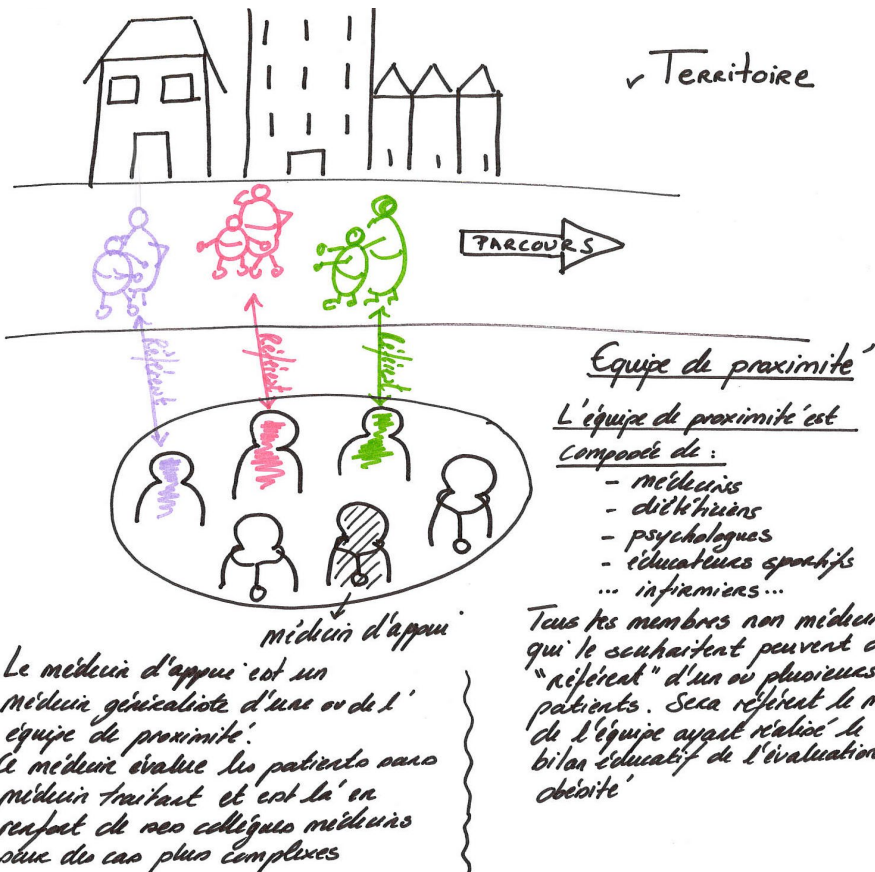 ✓ Territoire
PARCOURS
Référent
Référent
Référent
Equipe de proximité
L'équipe de proximité est
composée de :
- médecins
- diététiciens
- psychologues
- éducateurs sportifs
... infirmiers...
médecin d'appui
Tous les membres non médecin
qui le souhaitent peuvent
"référent" d'un ou plusieurs
patients. Sera référent le
de l'équipe ayant réalisé le
bilan éducatif de l'évaluation
obésité
Le médecin d'appui est un
médecin généraliste d'une ou de l'
équipe de proximité.
Ce médecin évalue les patients sans
médecin traitant et est là en
renfort de ses collègues médecins
pour des cas plus complexes